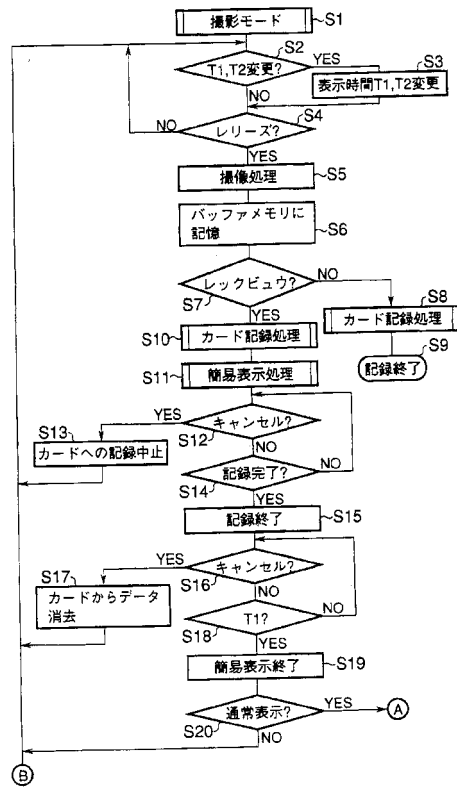 撮影モード
S1
S2
T1,T2変更?
YES
S3
表示時間T1,T2変更
NO
S4
NO
レリーズ?
YES
撮像処理
S5
バッファメモリに
記憶
S6
レックビュウ?
NO
S7
YES
S8
カード記録処理
S10
カード記録処理
S9
記録終了
S11
簡易表示処理
YES
キャンセル?
S13
S12
NO
カードへの記録中止
記録完了?
NO
S14
YES
記録終了
S15
YES
キャンセル?
S17
S16
NO
カードからデータ
消去
T1?
NO
S18
YES
簡易表示終了
S19
通常表示?
YES
A
S20
NO
B